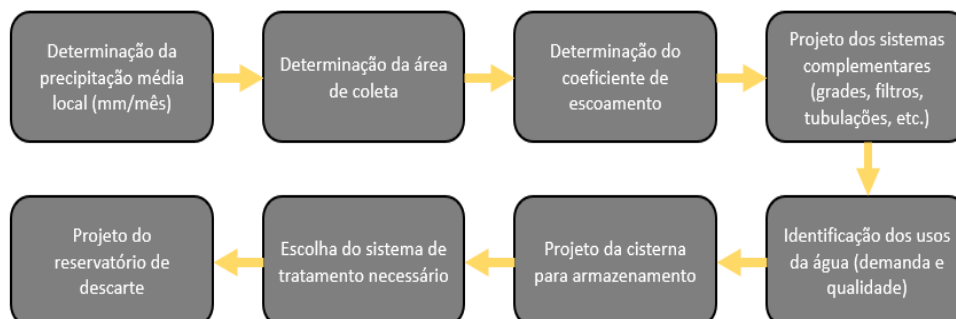 Determinação da
precipitação média
local (mm/mês)
Determinação da área
de coleta
Determinação do
coeficiente de
escoamento
Projeto dos sistemas
complementares
(grades, filtros,
tubulações, etc.)
Identificação dos usos
da água (demanda e
qualidade)
Projeto da cisterna
para armazenamento
Escolha do sistema de
tratamento necessário
Projeto do
reservatório de
descarte